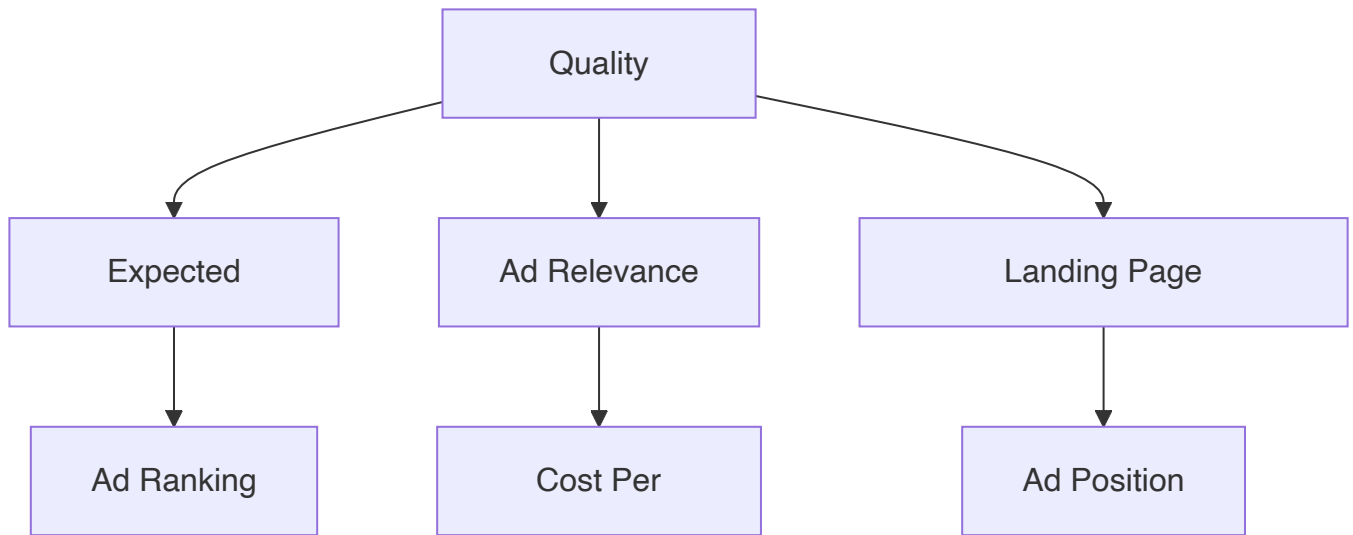 Quality
Expected
Ad Relevance
Landing Page
Ad Ranking
Cost Per
Ad Position